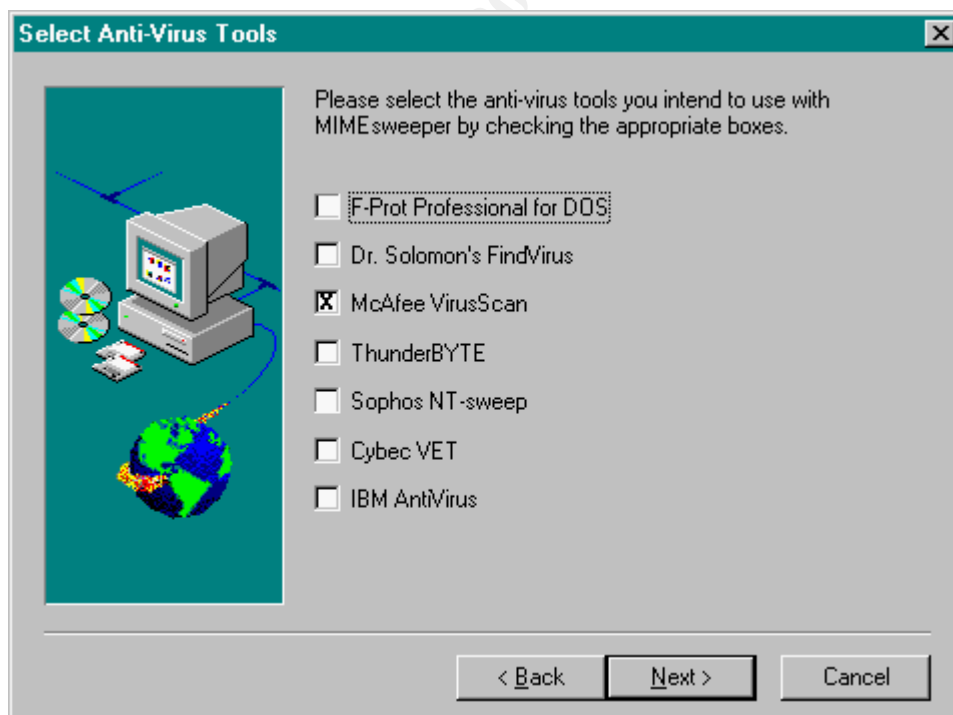 Select Anti-Virus Tools
Please select the anti-virus tools you intend to use with
MIMEsweeper by checking the appropriate boxes.
F-Prot Professional for DOS
Dr. Solomon's FindVirus
McAfee VirusScan
ThunderBYTE
Sophos NT-sweep
Cybec VET
IBM AntiVirus
< Back
Next >
Cancel